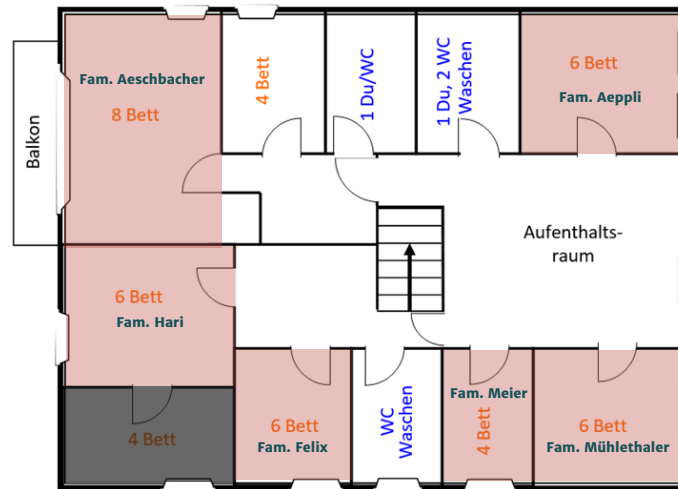 Fam. Aeschbacher
8 Bett
Balkon
4 Bett
1 Du/WC
1 Du, 2 WC
Waschen
6 Bett
Fam. Aeppli
Aufenthalts-
raum
6 Bett
Fam. Hari
4 Bett
6 Bett
Fam. Felix
WC
Waschen
Fam. Meier
4 Bett
6 Bett
Fam. Mühlethaler